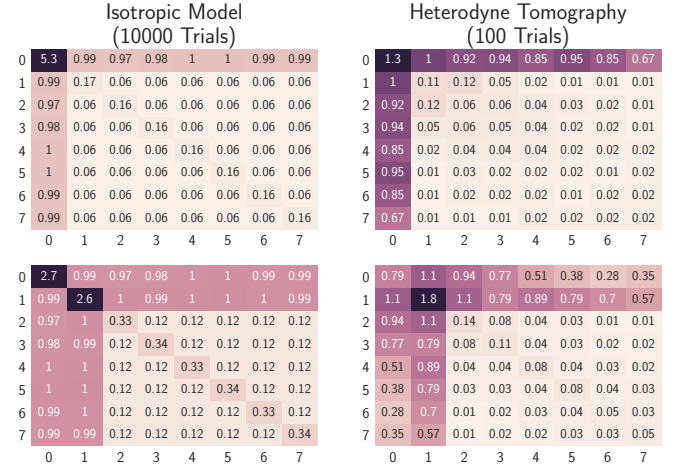 Isotropic Model
(10000 Trials)
0 5.3 0.99 0.97 0.98 1 1 0.99 0.99
1 0.99 0.17 0.06 0.06 0.06 0.06 0.06 0.06
2 0.97 0.06 0.16 0.06 0.06 0.06 0.06 0.06
3 0.98 0.06 0.06 0.16 0.06 0.06 0.06 0.06
4 1 0.06 0.06 0.06 0.16 0.06 0.06 0.06
5 1 0.06 0.06 0.06 0.06 0.16 0.06 0.06
6 0.99 0.06 0.06 0.06 0.06 0.06 0.16 0.06
7 0.99 0.06 0.06 0.06 0.06 0.06 0.06 0.16
0 1 2 3 4 5 6 7
Heterodyne Tomography
(100 Trials)
0 1.3 1 0.92 0.94 0.85 0.95 0.85 0.67
1 1 0.11 0.12 0.05 0.02 0.01 0.01 0.01
2 0.92 0.12 0.06 0.06 0.04 0.03 0.02 0.01
3 0.94 0.05 0.06 0.05 0.04 0.02 0.02 0.01
4 0.85 0.02 0.04 0.04 0.04 0.02 0.02 0.02
5 0.95 0.01 0.03 0.02 0.02 0.02 0.01 0.02
6 0.85 0.01 0.02 0.02 0.02 0.01 0.02 0.02
7 0.67 0.01 0.01 0.01 0.02 0.02 0.02 0.02
0 1 2 3 4 5 6 7
0 2.7 0.99 0.97 0.98 1 1 0.99 0.99
1 0.99 2.6 1 0.99 1 1 1 0.99
2 0.97 1 0.33 0.12 0.12 0.12 0.12 0.12
3 0.98 0.99 0.12 0.34 0.12 0.12 0.12 0.12
4 1 1 0.12 0.12 0.33 0.12 0.12 0.12
5 1 1 0.12 0.12 0.12 0.34 0.12 0.12
6 0.99 1 0.12 0.12 0.12 0.12 0.33 0.12
7 0.99 0.99 0.12 0.12 0.12 0.12 0.12 0.34
0 1 2 3 4 5 6 7
0 0.79 1.1 0.94 0.77 0.51 0.38 0.28 0.35
1 1.1 1.8 1.1 0.79 0.89 0.79 0.7 0.57
2 0.94 1.1 0.14 0.08 0.04 0.03 0.01 0.01
3 0.77 0.79 0.08 0.11 0.04 0.03 0.02 0.02
4 0.51 0.89 0.04 0.04 0.08 0.04 0.03 0.02
5 0.38 0.79 0.03 0.03 0.04 0.08 0.04 0.03
6 0.28 0.7 0.01 0.02 0.03 0.04 0.05 0.03
7 0.35 0.57 0.01 0.02 0.02 0.03 0.03 0.05
0 1 2 3 4 5 6 7